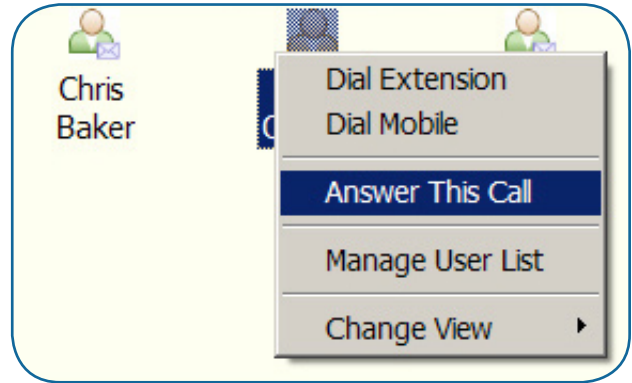 Chris
Baker
Dial Extension
Dial Mobile
Answer This Call
Manage User List
Change View